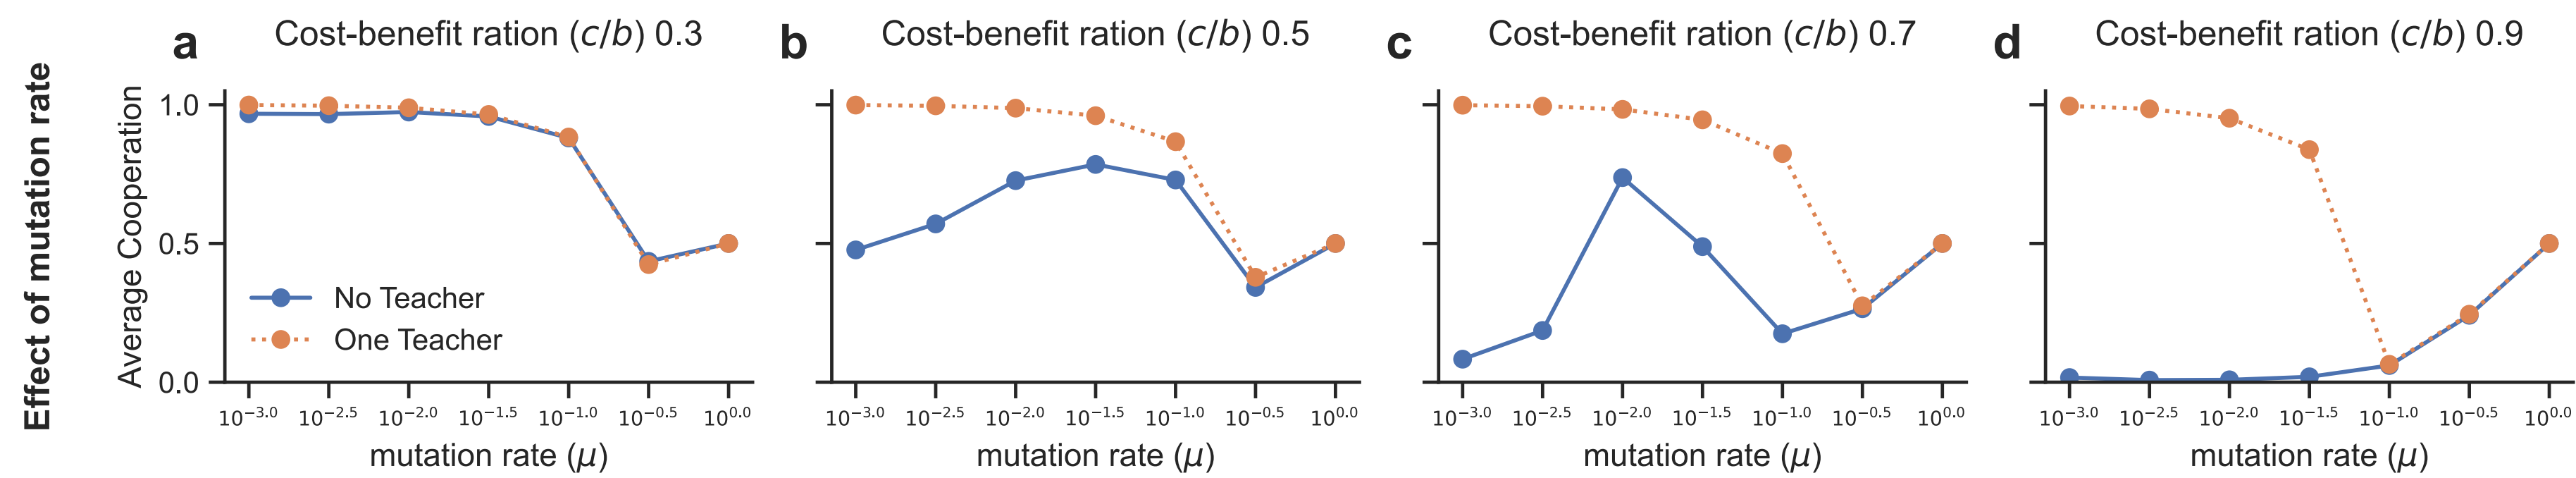 Effect of mutation rate
a
Cost-benefit ration (c/b) 0.3
Average Cooperation
1.0
0.5
0.0
No Teacher
One Teacher
10^−3.0 10^−2.5 10^−2.0 10^−1.5 10^−1.0 10^−0.5 10^0.0
mutation rate (μ)
b
Cost-benefit ration (c/b) 0.5
10^−3.0 10^−2.5 10^−2.0 10^−1.5 10^−1.0 10^−0.5 10^0.0
mutation rate (μ)
c
Cost-benefit ration (c/b) 0.7
10^−3.0 10^−2.5 10^−2.0 10^−1.5 10^−1.0 10^−0.5 10^0.0
mutation rate (μ)
d
Cost-benefit ration (c/b) 0.9
10^−3.0 10^−2.5 10^−2.0 10^−1.5 10^−1.0 10^−0.5 10^0.0
mutation rate (μ)